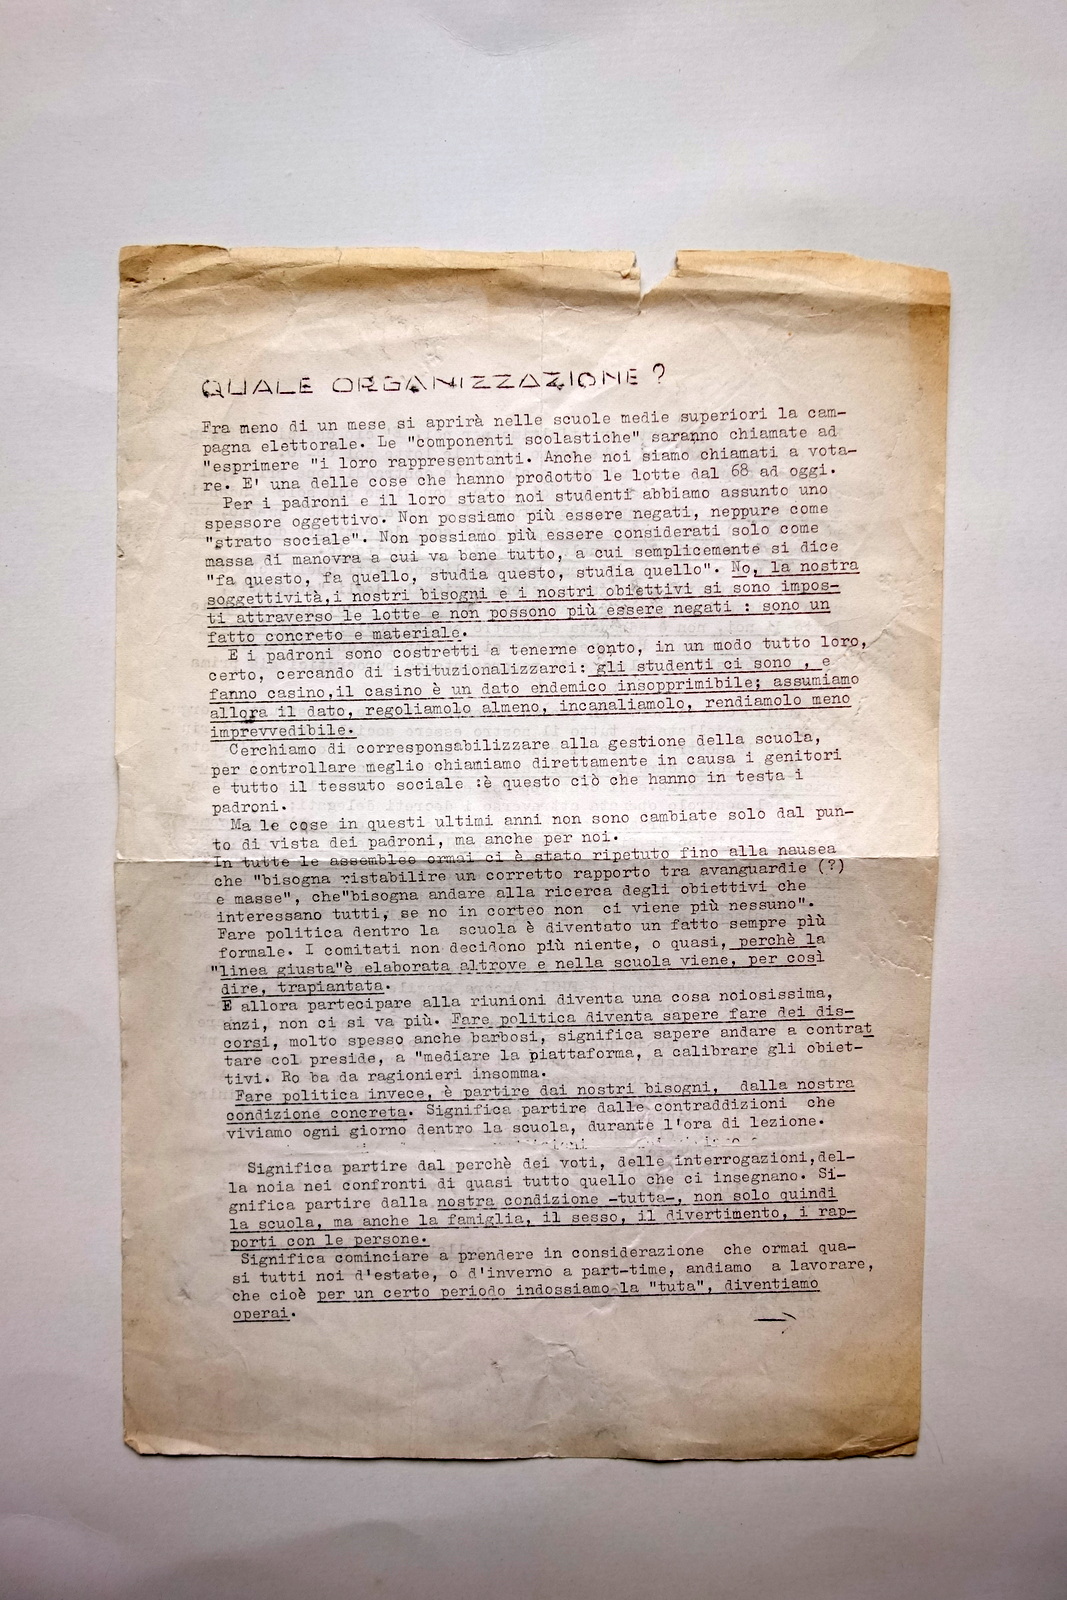 QUALE ORGANIZZAZIONE ?
Fra meno di un mese si aprirà nelle scuole medie superiori la cam-
pagna elettorale. Le "componenti scolastiche" saranno chiamate ad
"esprimere "i loro rappresentanti. Anche noi siamo chiamati a vota-
re. E' una delle cose che hanno prodotto le lotte dal 68 ad oggi.
Per i padroni e il loro stato noi studenti abbiamo assunto uno
spessore oggettivo. Non possiamo più essere negati, neppure come
"strato sociale". Non possiamo più essere considerati solo come
massa di manovra a cui va bene tutto, a cui semplicemente si dice
"fa questo, fa quello, studia questo, studia quello". No, la nostra
soggettività,i nostri bisogni e i nostri obiettivi si sono impos-
ti attraverso le lotte e non possono più essere negati : sono un
fatto concreto e materiale.
E i padroni sono costretti a tenerne conto, in un modo tutto loro,
certo, cercando di istituzionalizzarci: gli studenti ci sono , e
fanno casino,il casino è un dato endemico insopprimibile; assumiamo
allora il dato, regoliamolo almeno, incanaliamolo, rendiamolo meno
imprevvedibile.
Cerchiamo di corresponsabilizzare alla gestione della scuola,
per controllare meglio chiamiamo direttamente in causa i genitori
e tutto il tessuto sociale :è questo ciò che hanno in testa i
padroni.
Ma le cose in questi ultimi anni non sono cambiate solo dal pun-
to di vista dei padroni, ma anche per noi.
In tutte le assemblee ormai ci è stato ripetuto fino alla nausea
che "bisogna ristabilire un corretto rapporto tra avanguardie (?)
e masse", che"bisogna andare alla ricerca degli obiettivi che
interessano tutti, se no in corteo non ci viene più nessuno".
Fare politica dentro la scuola è diventato un fatto sempre più
formale. I comitati non decidono più niente, o quasi, perchè la
"linea giusta"è elaborata altrove e nella scuola viene, per così
dire, trapiantata.
E allora partecipare alla riunioni diventa una cosa noiosissima,
anzi, non ci si va più. Fare politica diventa sapere fare dei dis-
corsi, molto spesso anche barbosi, significa sapere andare a contrat
tare col preside, a "mediare la piattaforma, a calibrare gli obiet-
tivi. Ro ba da ragionieri insomma.
Fare politica invece, è partire dai nostri bisogni, dalla nostra
condizione concreta. Significa partire dalle contraddizioni che
viviamo ogni giorno dentro la scuola, durante l'ora di lezione.
Significa partire dal perchè dei voti, delle interrogazioni,del-
la noia nei confronti di quasi tutto quello che ci insegnano. Si-
gnifica partire dalla nostra condizione -tutta-, non solo quindi
la scuola, ma anche la famiglia, il sesso, il divertimento, i rap-
porti con le persone.
Significa cominciare a prendere in considerazione che ormai qua-
si tutti noi d'estate, o d'inverno a part-time, andiamo a lavorare,
che cioè per un certo periodo indossiamo la "tuta", diventiamo
operai.